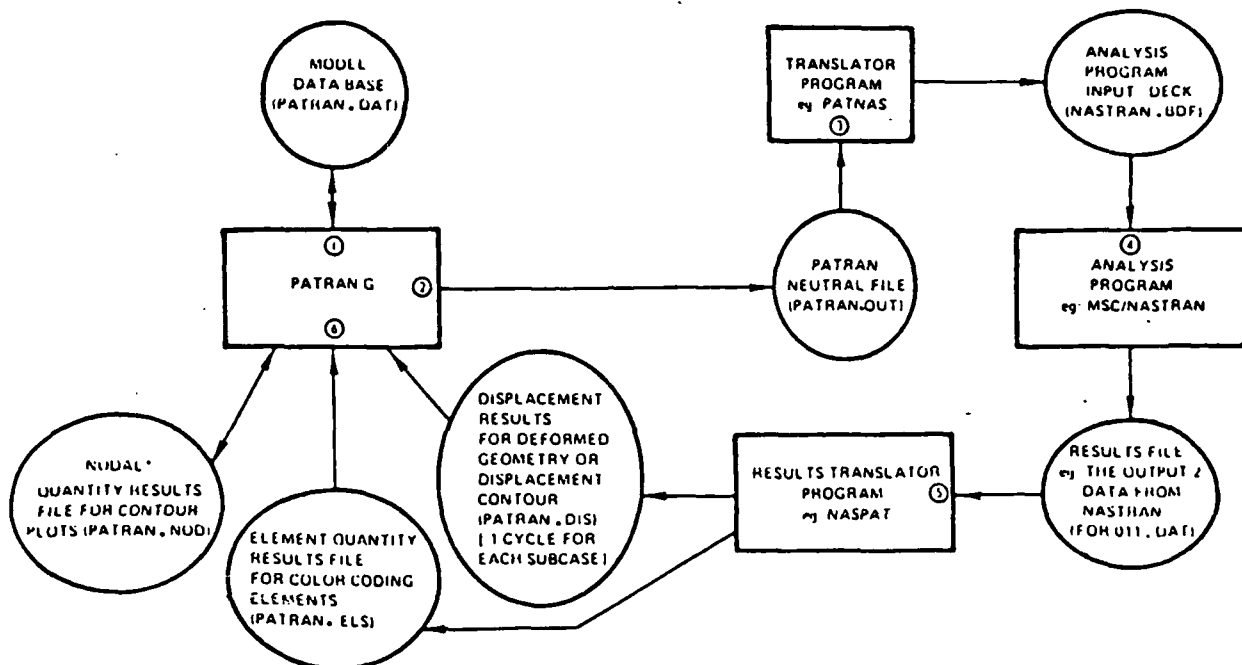 MODEL
DATA BASE
(PATRAN.DAT)
TRANSLATOR
PROGRAM
eg PATNAS
③
ANALYSIS
PROGRAM
INPUT DECK
(NASTRAN.BDF)
①
PATRAN G
②
⑥
PATRAN
NEUTRAL FILE
(PATRAN.OUT)
④
ANALYSIS
PROGRAM
eg: MSC/NASTRAN
NODAL
QUANTITY RESULTS
FILE FOR CONTOUR
PLOTS (PATRAN.NOD)
ELEMENT QUANTITY
RESULTS FILE
FOR COLOR CODING
ELEMENTS
(PATRAN.ELS)
DISPLACEMENT
RESULTS
FOR DEFORMED
GEOMETRY OR
DISPLACEMENT
CONTOUR
(PATRAN.DIS)
[1 CYCLE FOR
EACH SUBCASE]
RESULTS TRANSLATOR
PROGRAM
⑤
eg NASPAT
RESULTS FILE
eg THE OUTPUT 2
DATA FROM
NASTRAN
(FOR 011.DAT)